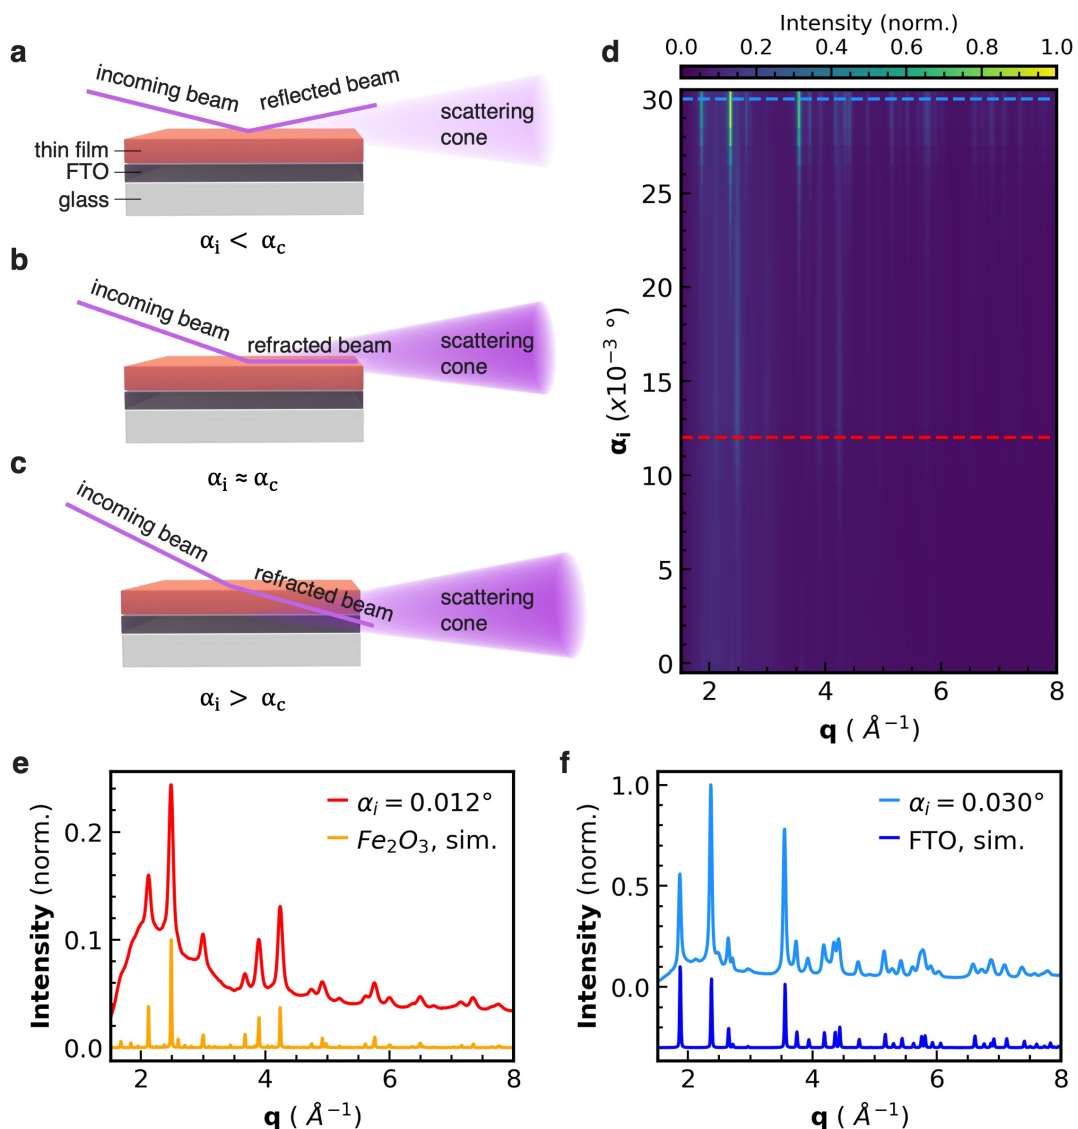 a
incoming beam
reflected beam
scattering
cone
thin film
FTO
glass
αi < αc
b
incoming beam
refracted beam
scattering
cone
αi ≈ αc
c
incoming beam
refracted beam
scattering
cone
αi > αc
d
Intensity (norm.)
0.0 0.2 0.4 0.6 0.8 1.0
30
25
20
15
10
5
0
αi (x10⁻³ °)
2 4 6 8
q ( Å⁻¹)
e
αi = 0.012°
Fe₂O₃, sim.
0.2
0.1
0.0
Intensity (norm.)
2 4 6 8
q ( Å⁻¹)
f
αi = 0.030°
FTO, sim.
1.0
0.5
0.0
Intensity (norm.)
2 4 6 8
q ( Å⁻¹)